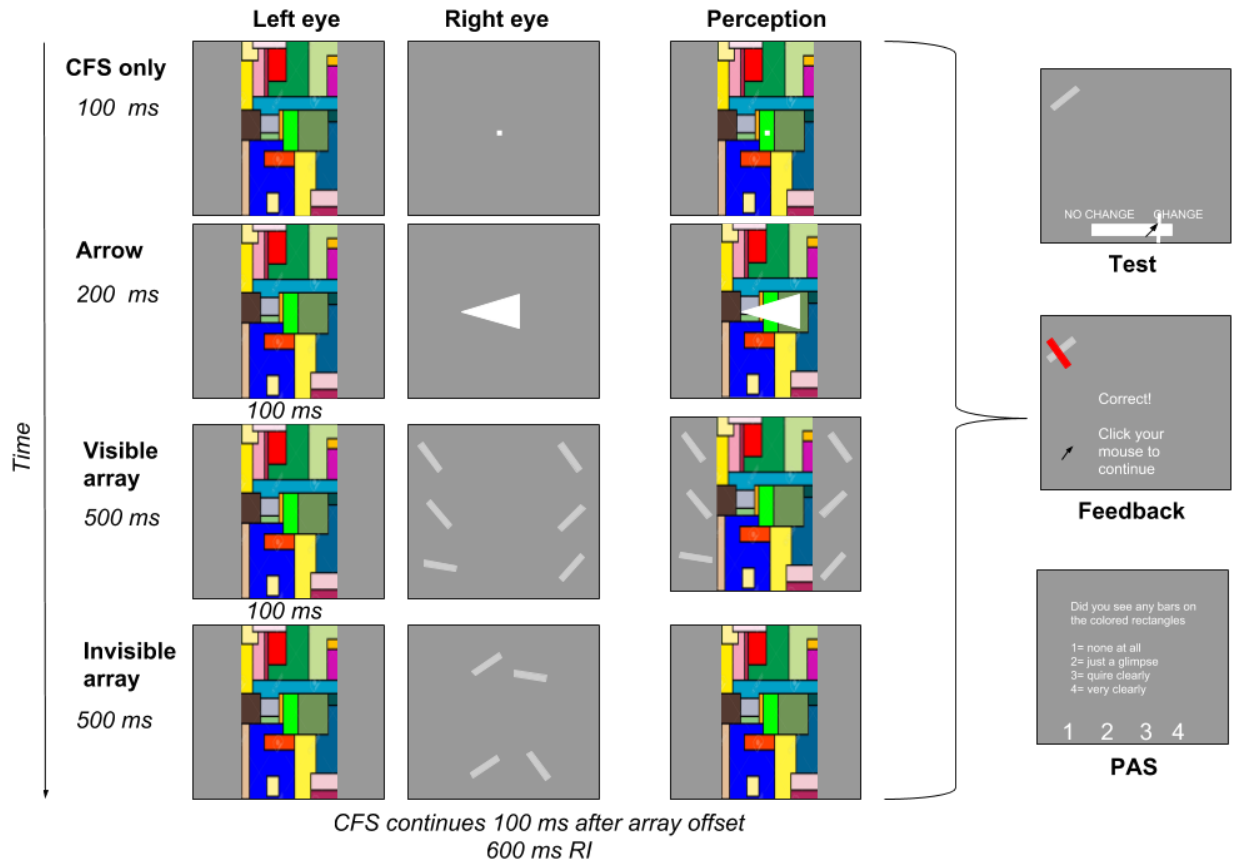 Left eye
Right eye
Perception
CFS only
100 ms
Arrow
200 ms
100 ms
Visible
array
500 ms
100 ms
Invisible
array
500 ms
Time
CFS continues 100 ms after array offset
600 ms RI
NO CHANGE CHANGE
Test
Correct!
Click your
mouse to
continue
Feedback
Did you see any bars on
the colored rectangles
1= none at all
2= just a glimpse
3= quire clearly
4= very clearly
1 2 3 4
PAS